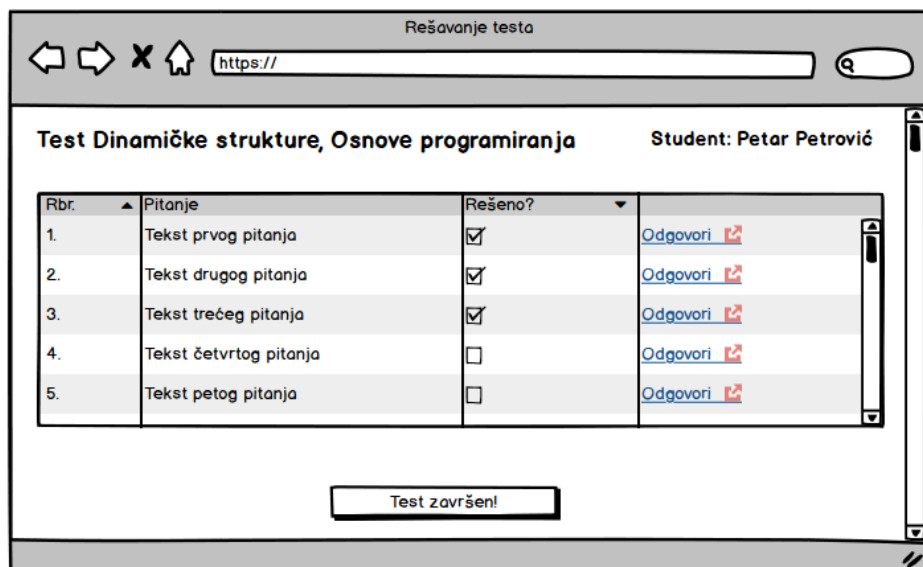 Rešavanje testa
https://
Test Dinamičke strukture, Osnove programiranja Student: Petar Petrović
Rbr. Pitanje Rešeno?
1. Tekst prvog pitanja Odgovori
2. Tekst drugog pitanja Odgovori
3. Tekst trećeg pitanja Odgovori
4. Tekst četvrtog pitanja Odgovori
5. Tekst petog pitanja Odgovori
Test završen!